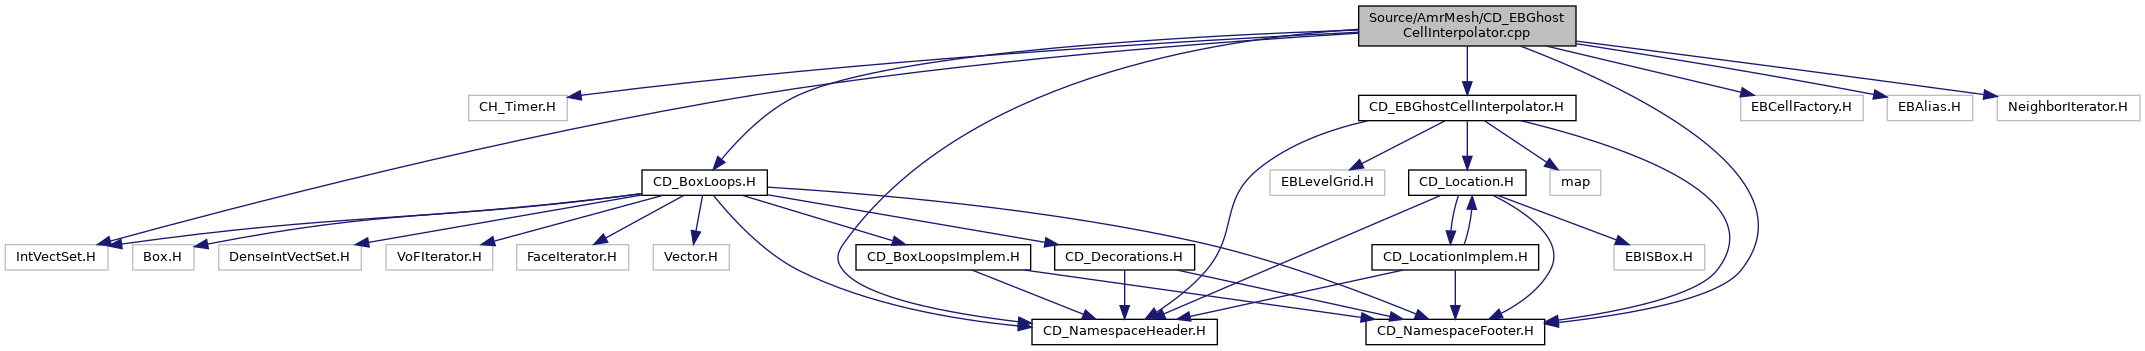 Source/AmrMesh/CD_EBGhost
CellInterpolator.cpp
CH_Timer.H
CD_EBGhostCellInterpolator.H
EBCellFactory.H
EBAlias.H
NeighborIterator.H
CD_BoxLoops.H
EBLevelGrid.H
CD_Location.H
map
IntVectSet.H
Box.H
DenseIntVectSet.H
VoFIterator.H
FaceIterator.H
Vector.H
CD_BoxLoopsImplem.H
CD_Decorations.H
CD_LocationImplem.H
EBISBox.H
CD_NamespaceHeader.H
CD_NamespaceFooter.H